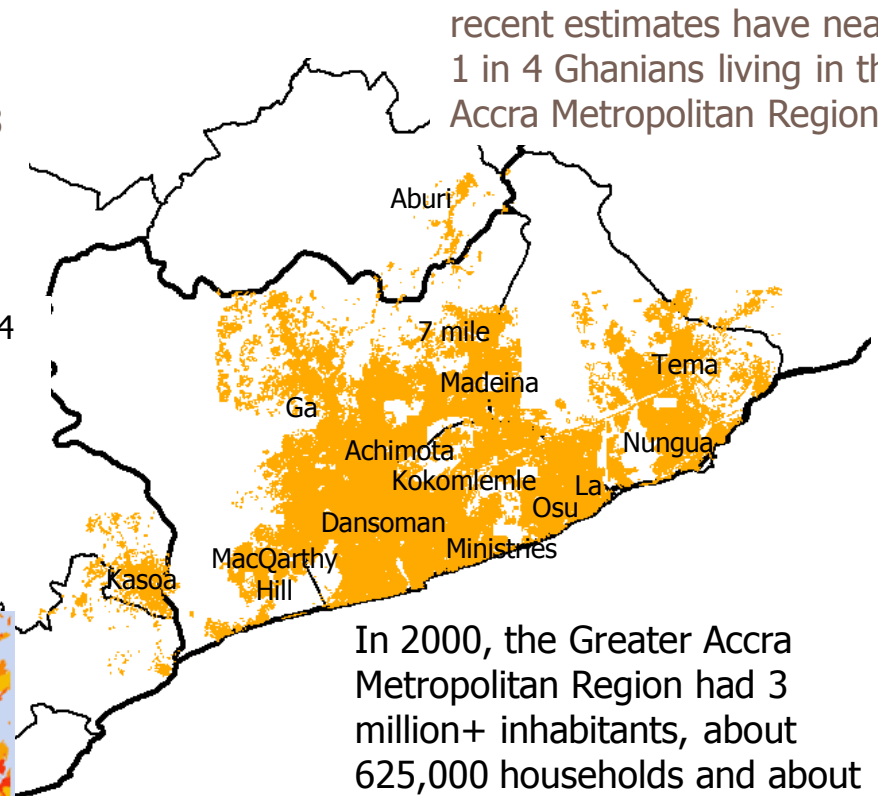 recent estimates have nea
1 in 4 Ghanians living in th
Accra Metropolitan Region
Aburi
4
7 mile
Tema
Madeina
Ga
Nungua
Achimota
Kokomlemle
La
Osu
Dansoman
Ministries
MacQarthy
Hill
Kasoa
In 2000, the Greater Accra
Metropolitan Region had 3
million+ inhabitants, about
625,000 households and about